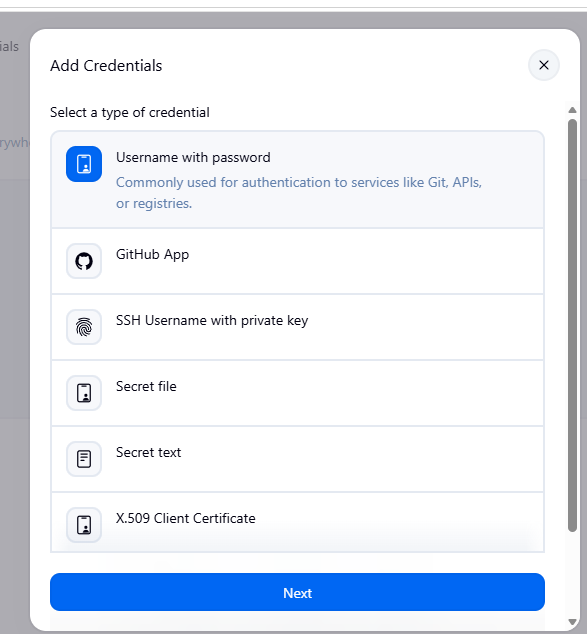 Add Credentials
ials
Select a type of credential
Username with password
Commonly used for authentication to services like Git, APIs,
or registries.
GitHub App
SSH Username with private key
Secret file
Secret text
X.509 Client Certificate
Next